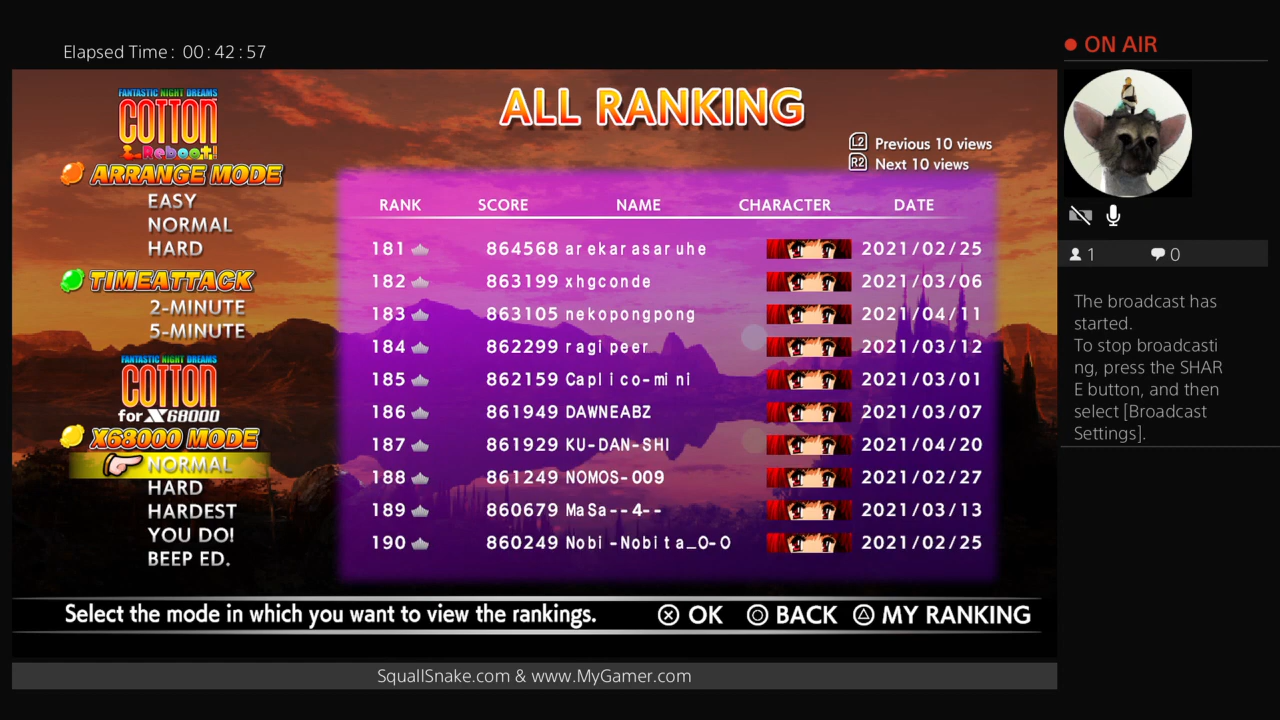 Elapsed Time: 00:42:57
ON AIR
FANTASTIC NIGHT DREAMS
COTTON
Reboot!
ARRANGE MODE
EASY
NORMAL
HARD
TIMEATTACK
2-MINUTE
5-MINUTE
FANTASTIC NIGHT DREAMS
COTTON
for X68000
X68000 MODE
NORMAL
HARD
HARDEST
YOU DO!
BEEP ED.
ALL RANKING
L2 Previous 10 views
R2 Next 10 views
RANK SCORE NAME CHARACTER DATE
181 864568 arekarasaruhe 2021/02/25
182 863199 xhgconde 2021/03/06
183 863105 nekopongpong 2021/04/11
184 862299 ragipeer 2021/03/12
185 862159 Caplico-mini 2021/03/01
186 861949 DAWNEABZ 2021/03/07
187 861929 KU-DAN-SHI 2021/04/20
188 861249 NOMOS-009 2021/02/27
189 860679 MaSa--4-- 2021/03/13
190 860249 Nobi-Nobita_O-O 2021/02/25
Select the mode in which you want to view the rankings. OK BACK MY RANKING
SquallSnake.com & www.MyGamer.com
1 0
The broadcast has
started.
To stop broadcasti
ng, press the SHAR
E button, and then
select [Broadcast
Settings].